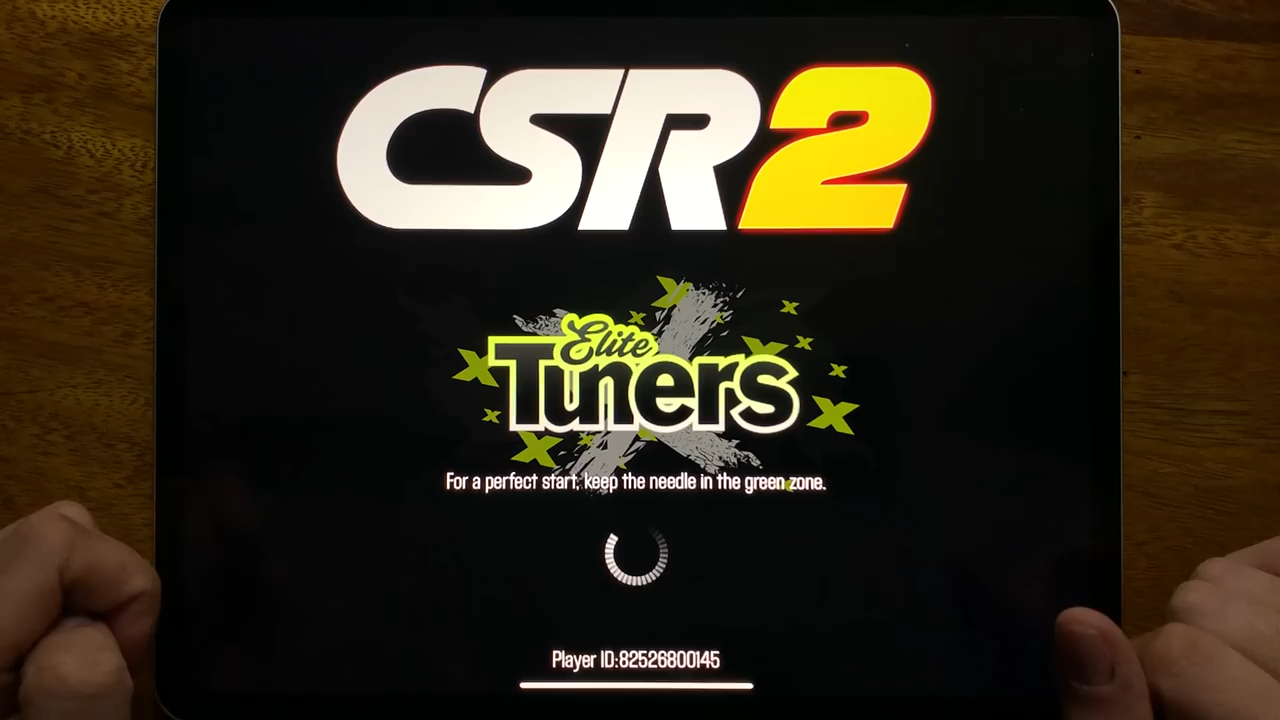 CSR2
Elite
Tuners
For a perfect start, keep the needle in the green zone.
Player ID:82526800145